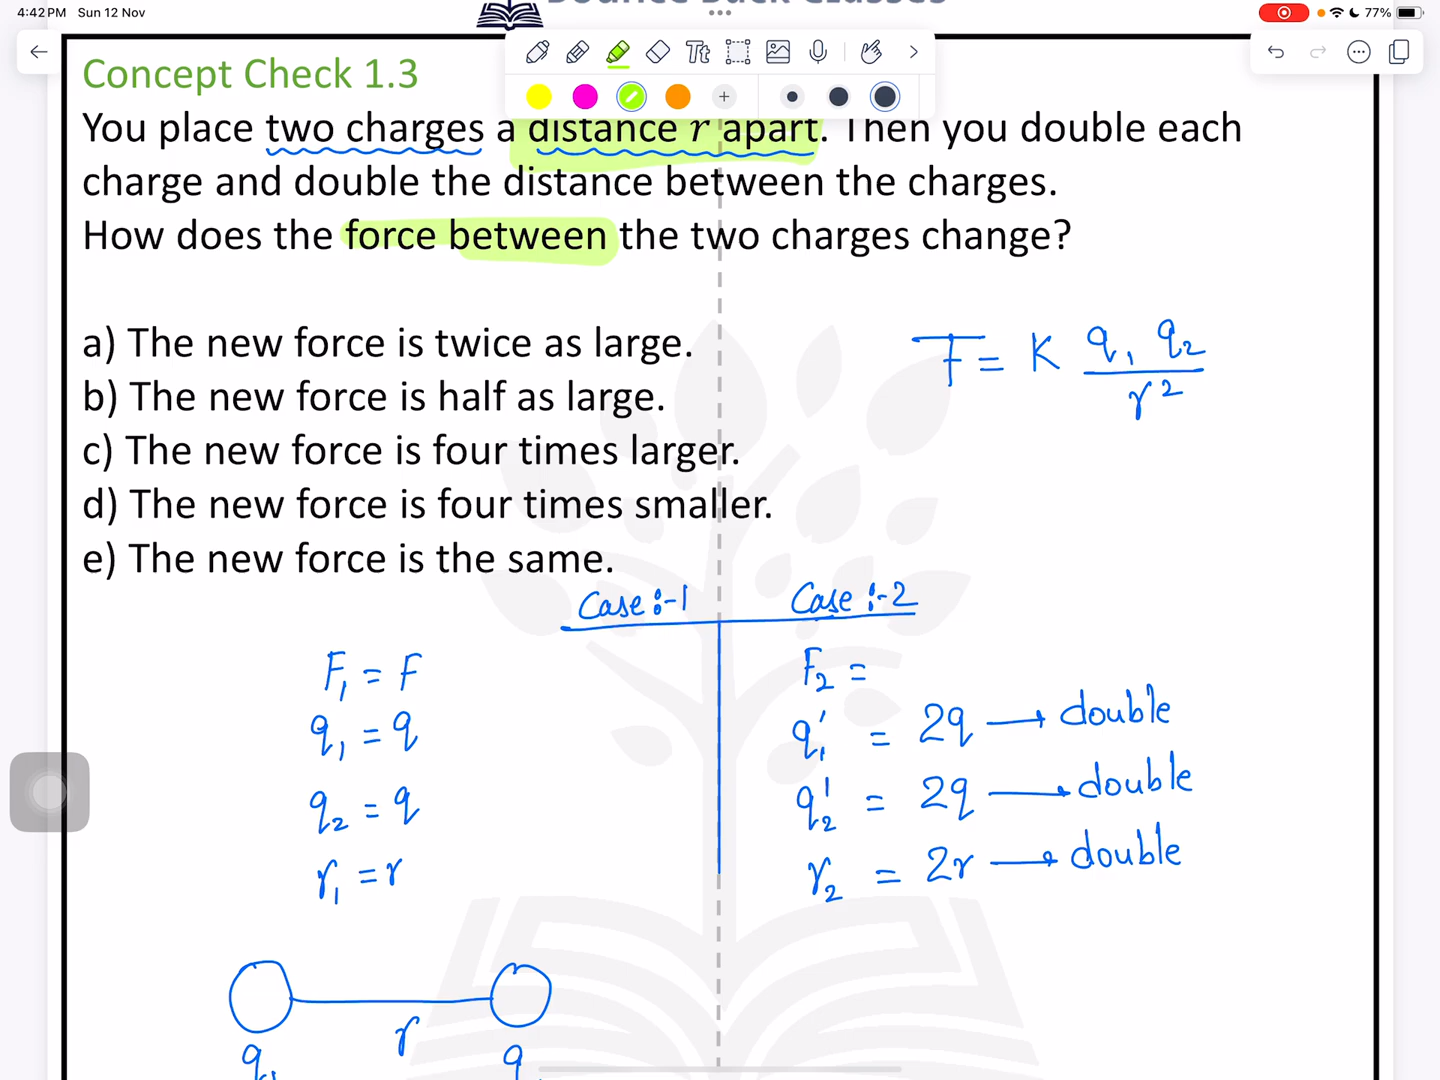 4:42 PM Sun 12 Nov
77%
Concept Check 1.3
You place two charges a distance r apart. Then you double each
charge and double the distance between the charges.
How does the force between the two charges change?
a) The new force is twice as large.
b) The new force is half as large.
c) The new force is four times larger.
d) The new force is four times smaller.
e) The new force is the same.
F = K q₁ q₂ / r²
Case :-1
Case :-2
F₁ = F
q₁ = q
q₂ = q
r₁ = r
F₂ =
q₁' = 2q → double
q₂' = 2q → double
r₂ = 2r → double
r
q₁
q